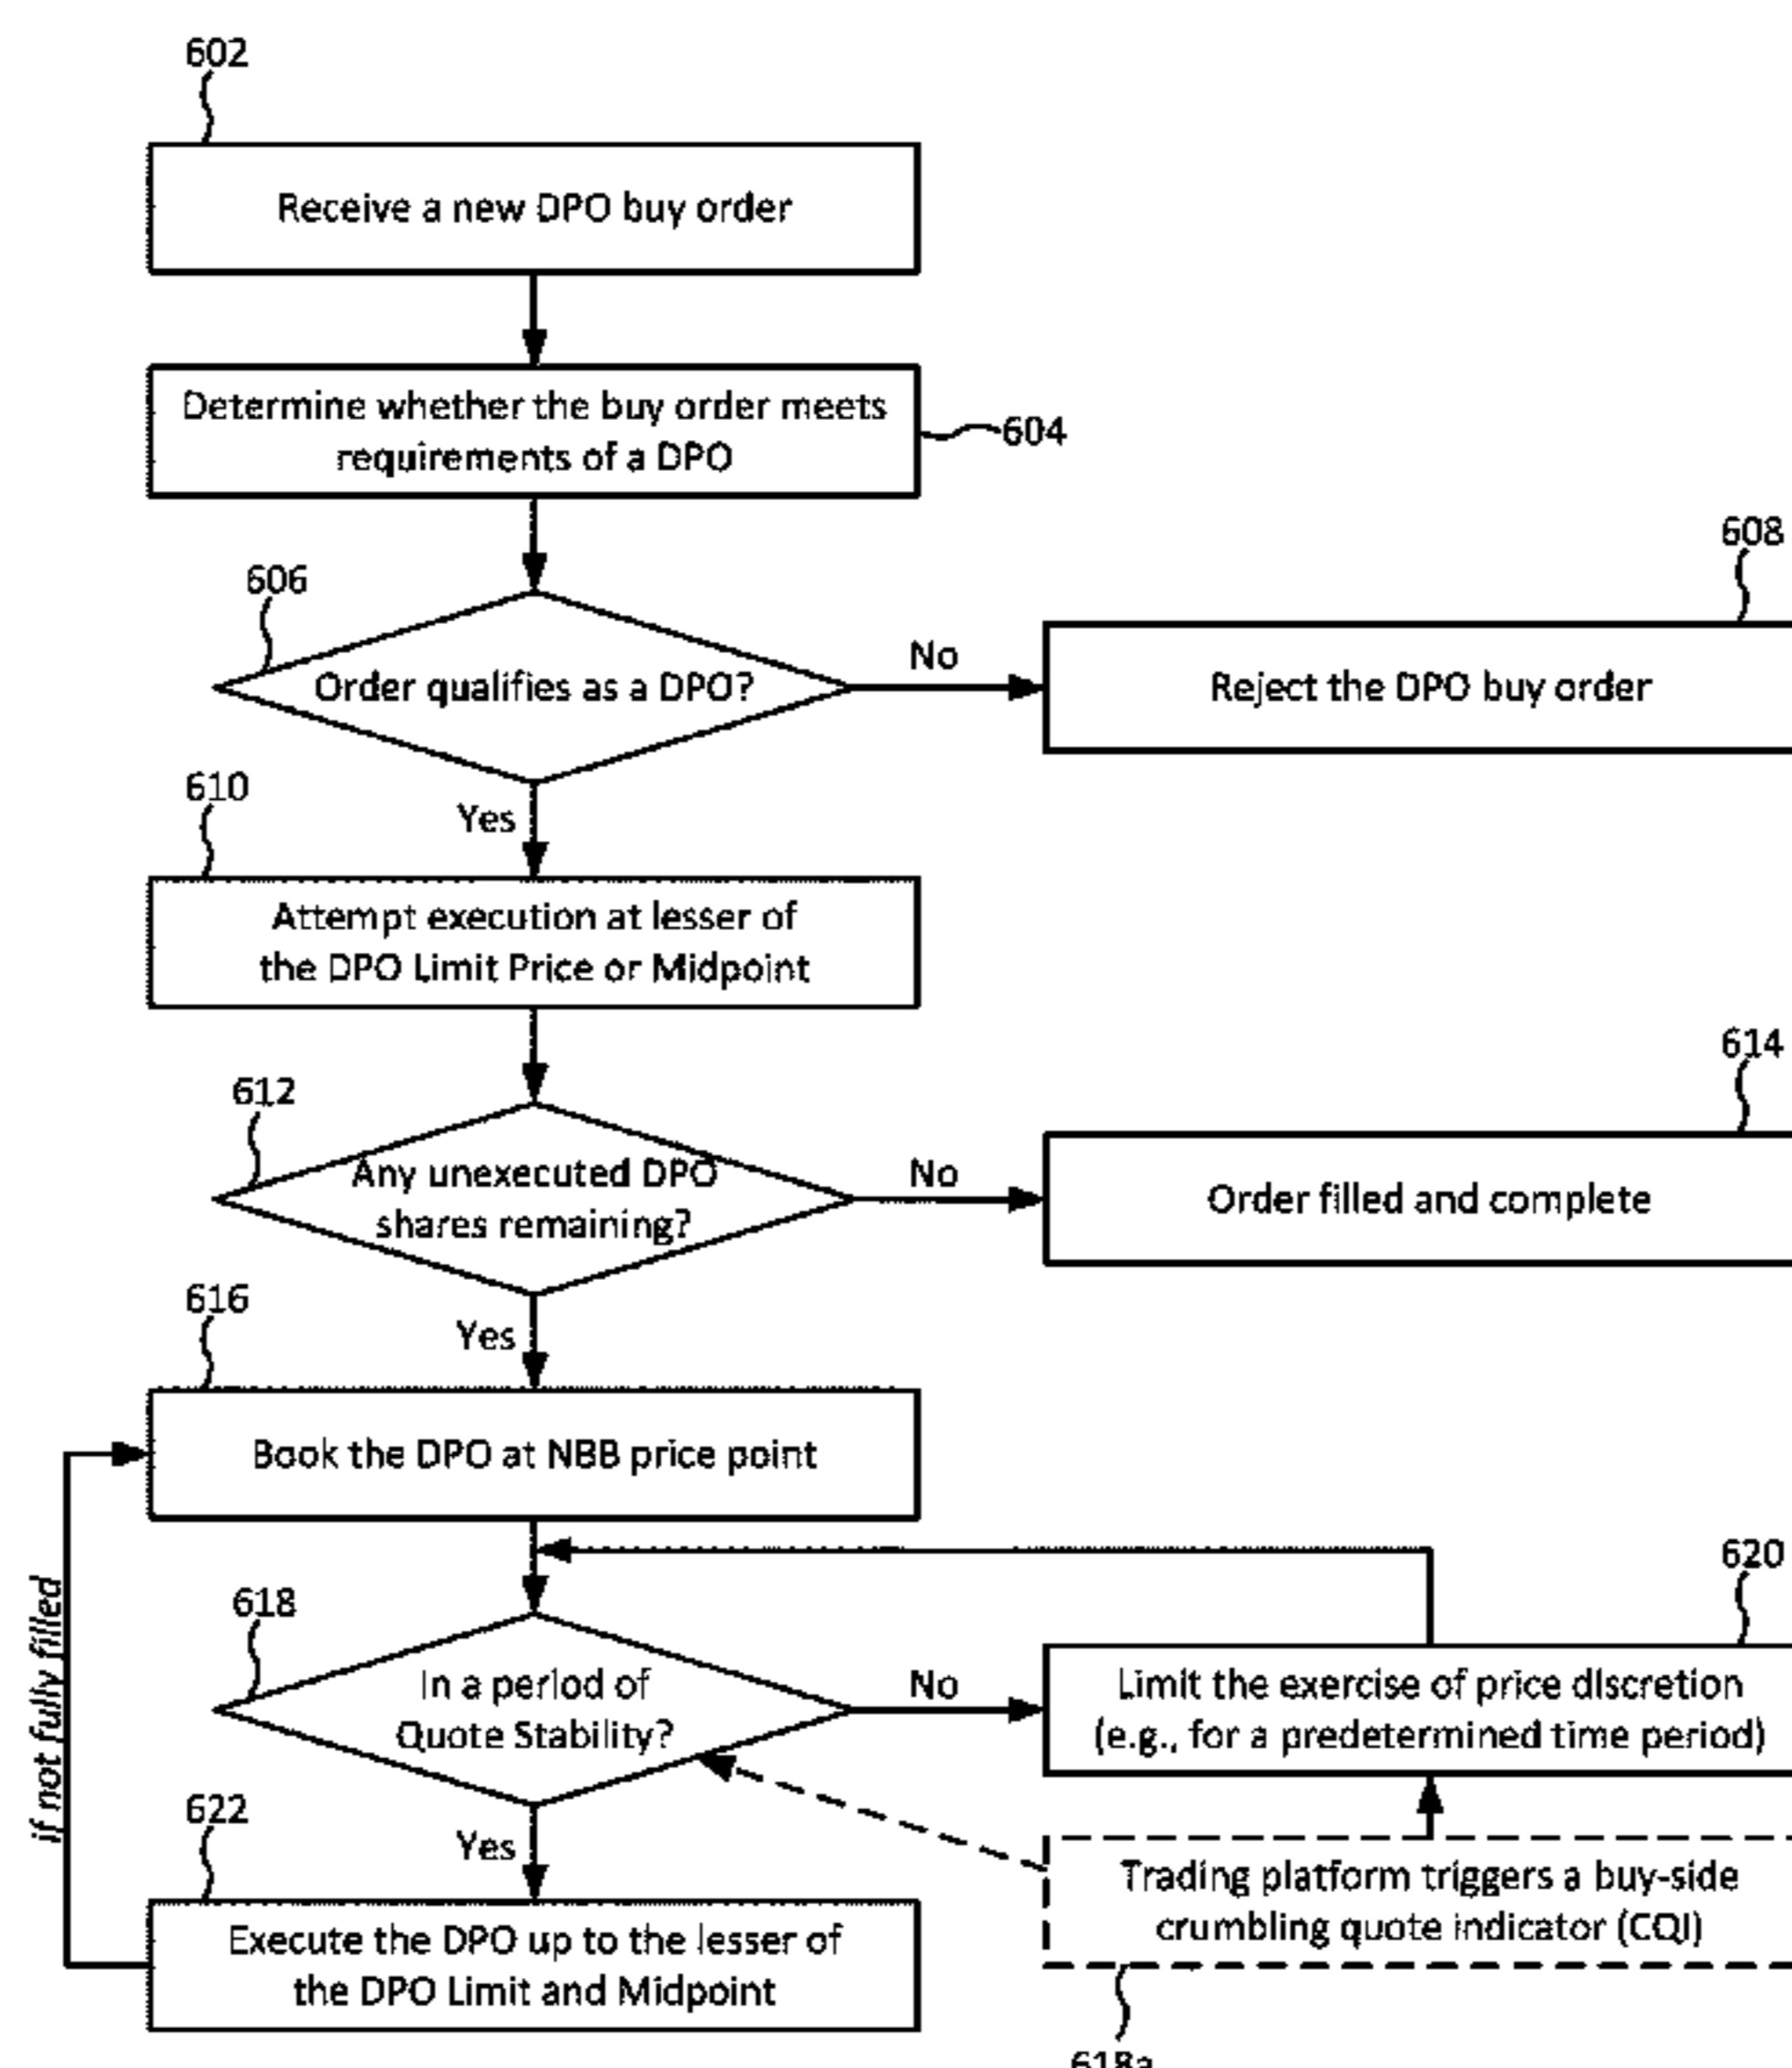 602
Receive a new DPO buy order
Determine whether the buy order meets
requirements of a DPO
604
606
Order qualifies as a DPO?
No
608
Reject the DPO buy order
Yes
610
Attempt execution at lesser of
the DPO Limit Price or Midpoint
612
Any unexecuted DPO
shares remaining?
No
614
Order filled and complete
Yes
616
Book the DPO at NBB price point
if not fully filled
618
In a period of
Quote Stability?
No
620
Limit the exercise of price discretion
(e.g., for a predetermined time period)
Yes
622
Execute the DPO up to the lesser of
the DPO Limit and Midpoint
Trading platform triggers a buy-side
crumbling quote indicator (CQI)
618a